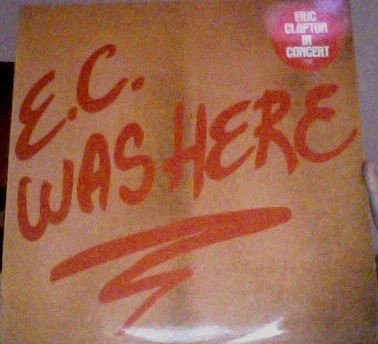 ERIC
CLAPTON
IN
CONCERT
E.C.
WAS HERE